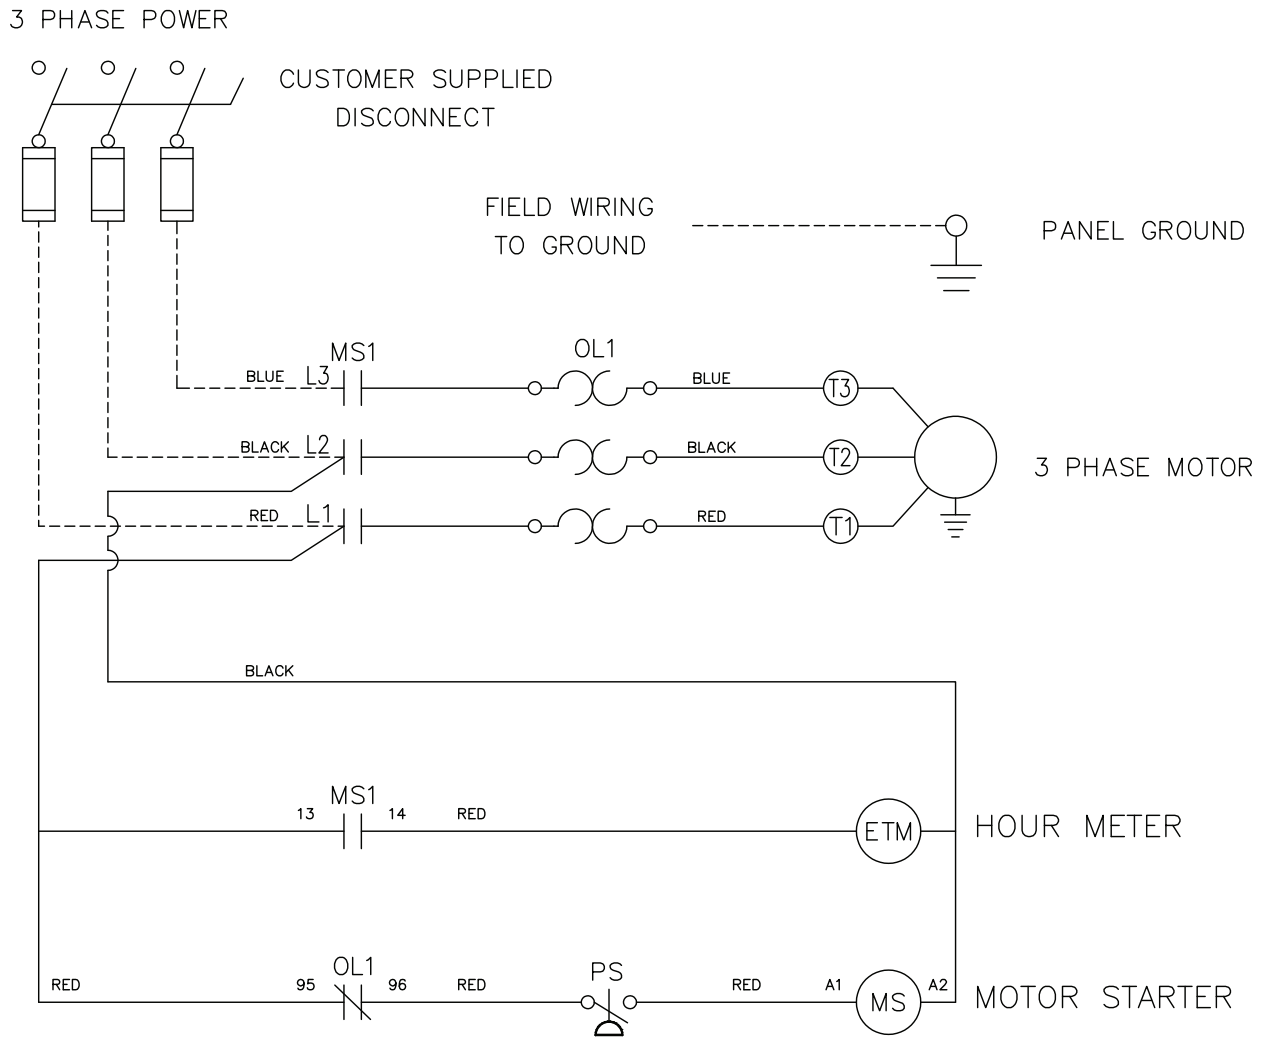 3 PHASE POWER
CUSTOMER SUPPLIED
DISCONNECT
FIELD WIRING
TO GROUND
PANEL GROUND
MS1
OL1
BLUE L3
BLUE
T3
BLACK L2
BLACK
T2
3 PHASE MOTOR
RED L1
RED
T1
BLACK
13 MS1 14 RED
ETM
HOUR METER
RED
95 OL1 96 RED
PS
RED
A1 MS A2
MOTOR STARTER